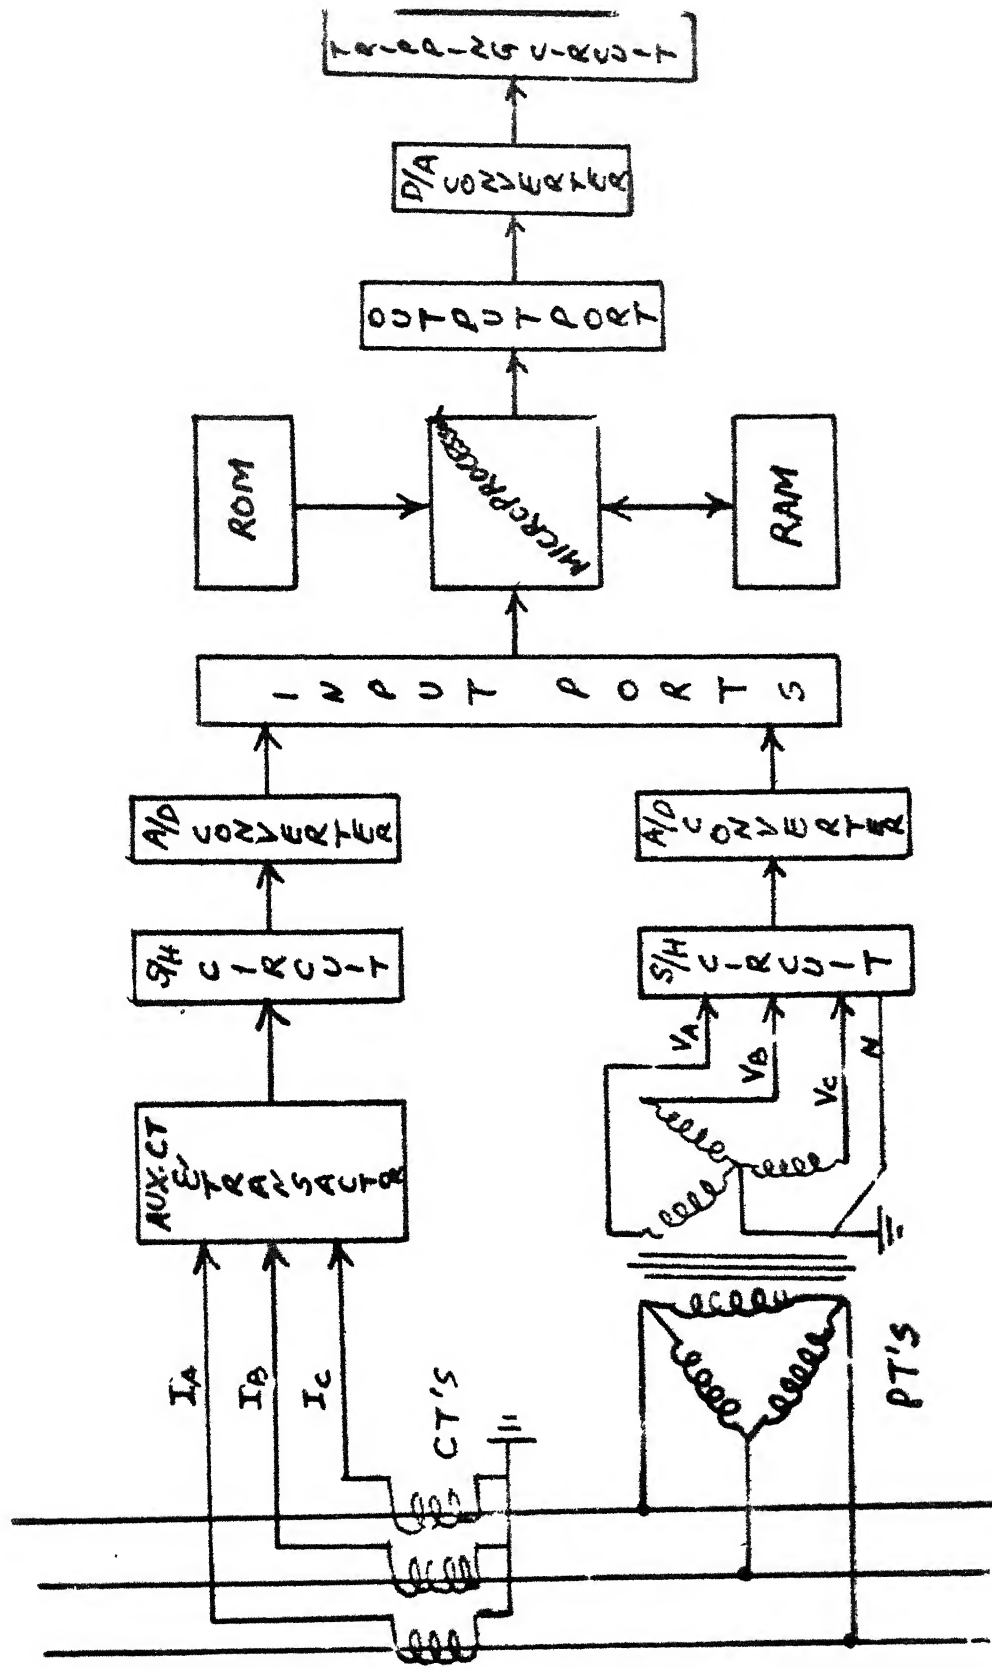 TRIPPING CIRCUIT
D/A CONVERTER
OUTPUT PORT
ROM
MICROPROCESSOR
RAM
INPUT PORTS
A/D CONVERTER
A/D CONVERTER
S/H CIRCUIT
S/H CIRCUIT
AUX.CT
& TRANSACTOR
VA
VB
VC
N
IA
IB
IC
CT'S
PT'S